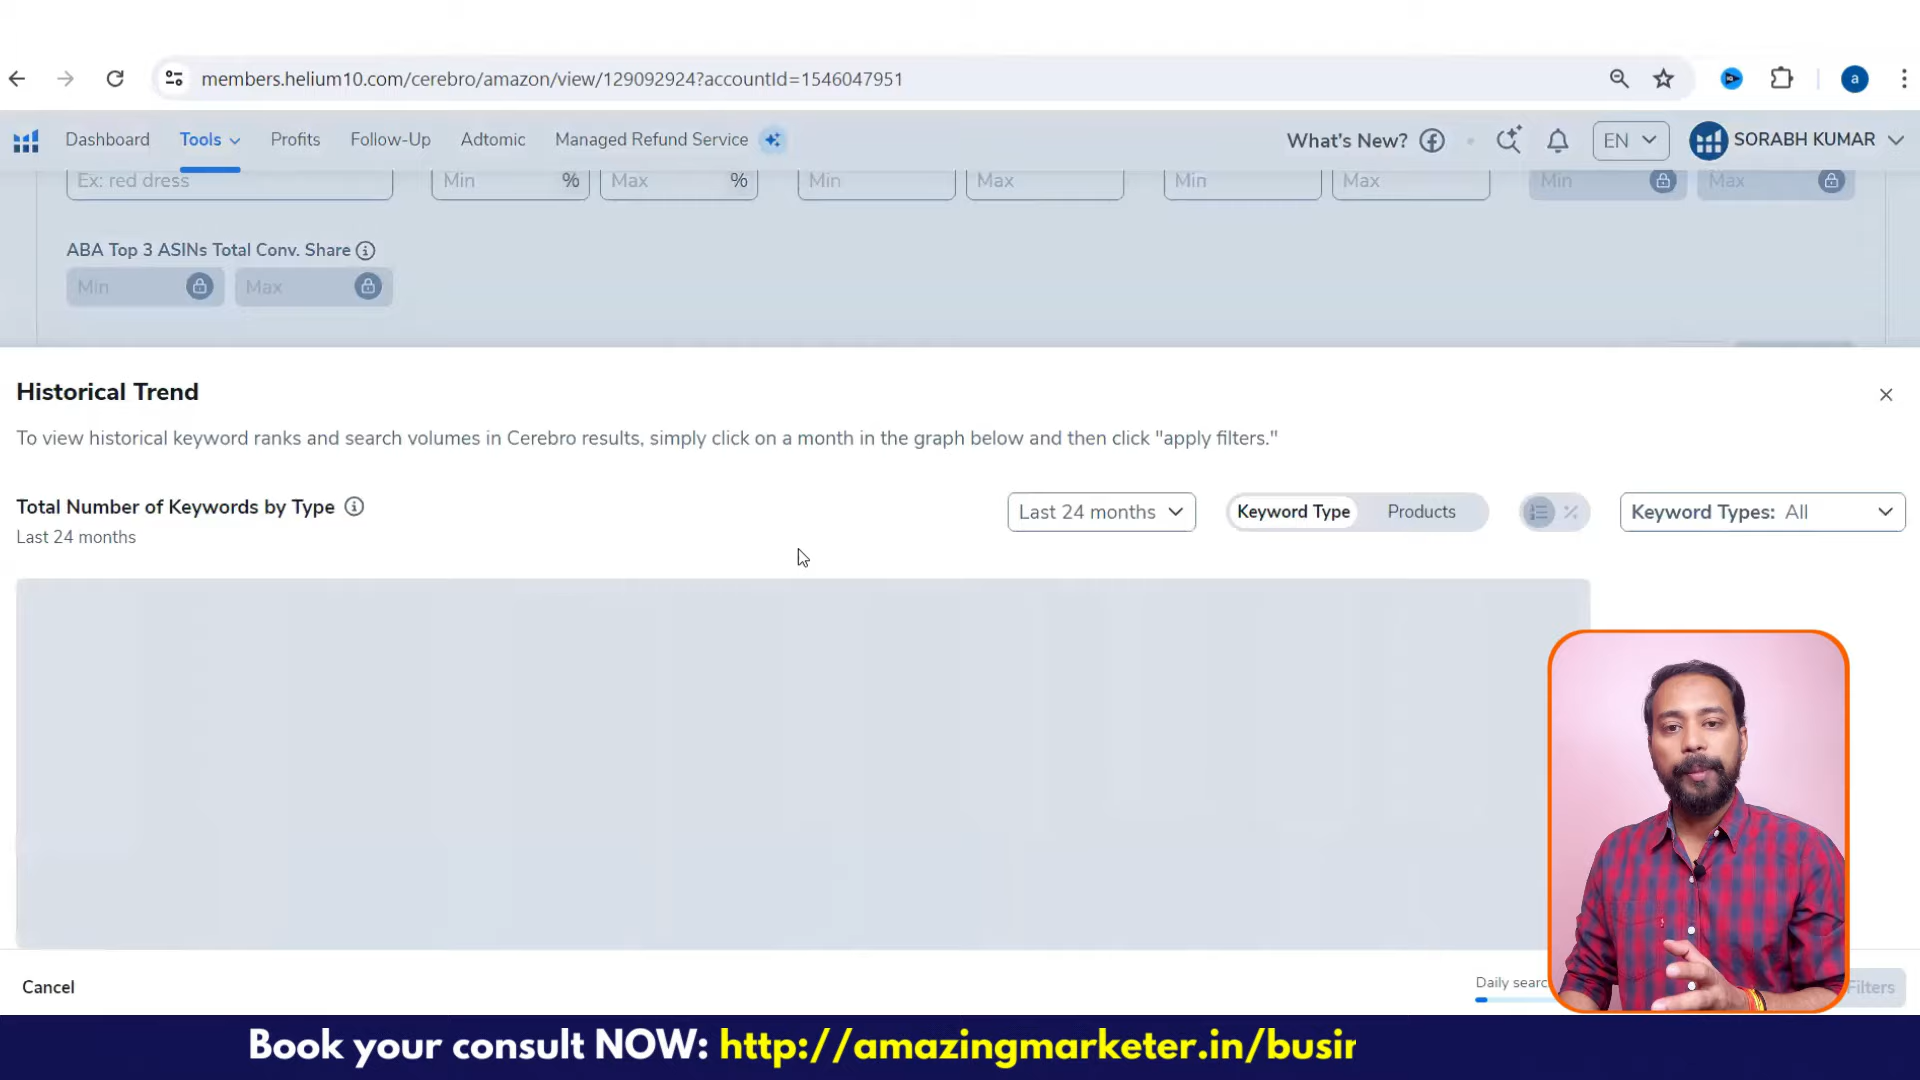 members.helium10.com/cerebro/amazon/view/129092924?accountId=1546047951
a
Dashboard Tools Profits Follow-Up Adtomic Managed Refund Service What's New? EN SORABH KUMAR
Ex: red dress Min % Max % Min Max Min Max Min Max
ABA Top 3 ASINs Total Conv. Share
Min Max
Historical Trend
To view historical keyword ranks and search volumes in Cerebro results, simply click on a month in the graph below and then click "apply filters."
Total Number of Keywords by Type Last 24 months Keyword Type Products Keyword Types: All
Last 24 months
Cancel Daily searc Filters
Book your consult NOW: http://amazingmarketer.in/busin